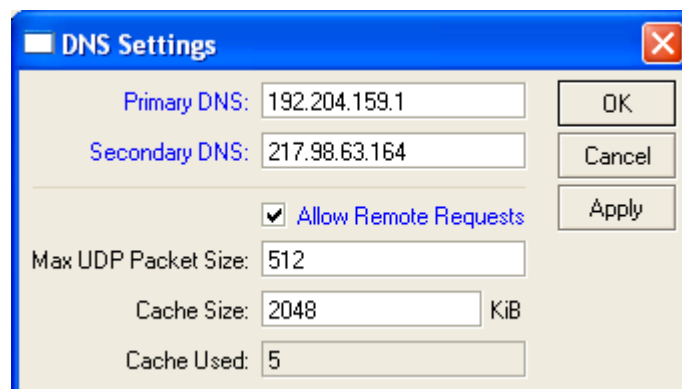 DNS Settings
Primary DNS: 192.204.159.1 OK
Secondary DNS: 217.98.63.164 Cancel
Allow Remote Requests Apply
Max UDP Packet Size: 512
Cache Size: 2048 KiB
Cache Used: 5